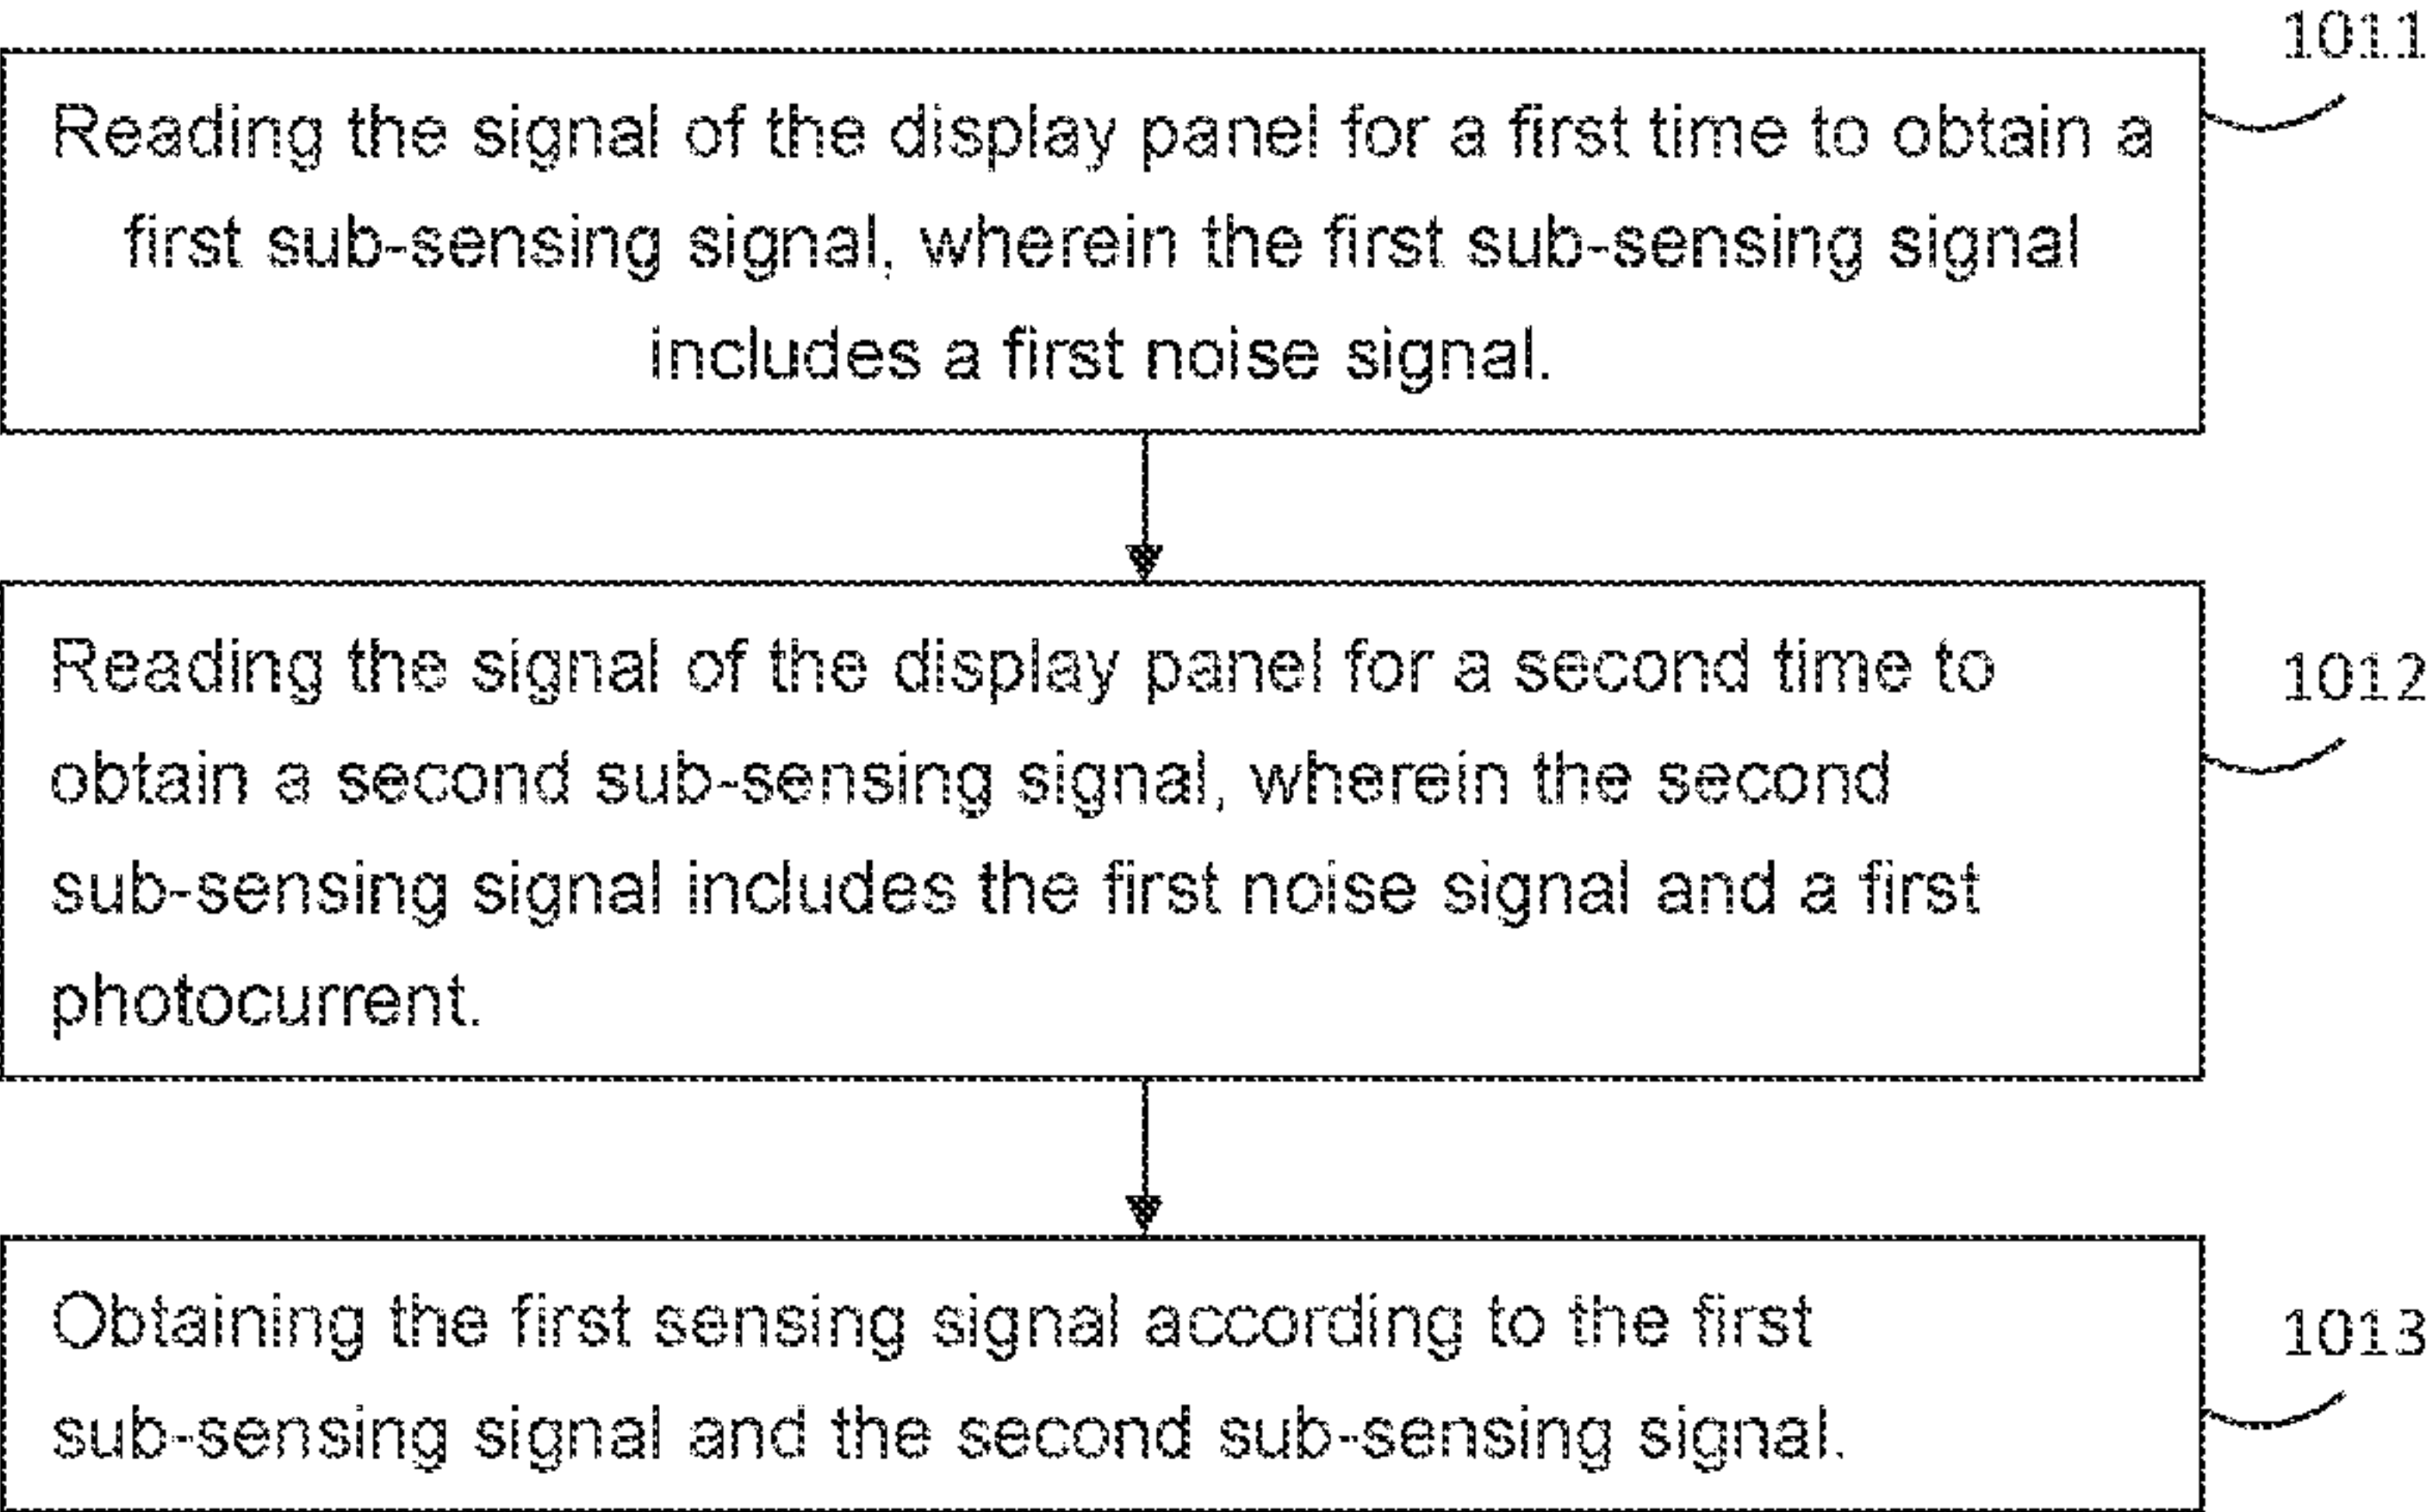 1011
Reading the signal of the display panel for a first time to obtain a
first sub-sensing signal, wherein the first sub-sensing signal
includes a first noise signal.
Reading the signal of the display panel for a second time to
1012
obtain a second sub-sensing signal, wherein the second
sub-sensing signal includes the first noise signal and a first
photocurrent.
Obtaining the first sensing signal according to the first
1013
sub-sensing signal and the second sub-sensing signal.